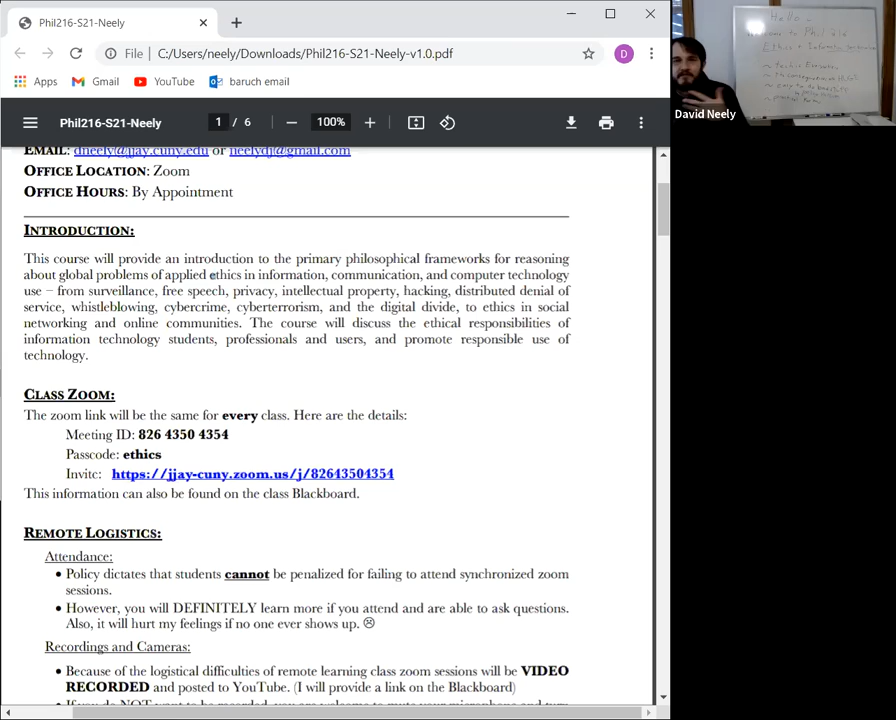 Phil216-S21-Neely
File C:/Users/neely/Downloads/Phil216-S21-Neely-v1.0.pdf
D
Apps Gmail YouTube baruch email
Phil216-S21-Neely 1 / 6 100%
EMAIL: dneely@jjay.cuny.edu or neelydj@gmail.com
OFFICE LOCATION: Zoom
OFFICE HOURS: By Appointment
INTRODUCTION:
This course will provide an introduction to the primary philosophical frameworks for reasoning
about global problems of applied ethics in information, communication, and computer technology
use – from surveillance, free speech, privacy, intellectual property, hacking, distributed denial of
service, whistleblowing, cybercrime, cyberterrorism, and the digital divide, to ethics in social
networking and online communities. The course will discuss the ethical responsibilities of
information technology students, professionals and users, and promote responsible use of
technology.
CLASS ZOOM:
The zoom link will be the same for every class. Here are the details:
Meeting ID: 826 4350 4354
Passcode: ethics
Invite: https://jjay-cuny.zoom.us/j/82643504354
This information can also be found on the class Blackboard.
REMOTE LOGISTICS:
Attendance:
• Policy dictates that students cannot be penalized for failing to attend synchronized zoom
sessions.
• However, you will DEFINITELY learn more if you attend and are able to ask questions.
Also, it will hurt my feelings if no one ever shows up. ☹
Recordings and Cameras:
• Because of the logistical difficulties of remote learning class zoom sessions will be VIDEO
RECORDED and posted to YouTube. (I will provide a link on the Blackboard)
Hello
to Phil 216
Ethics +
David Neely